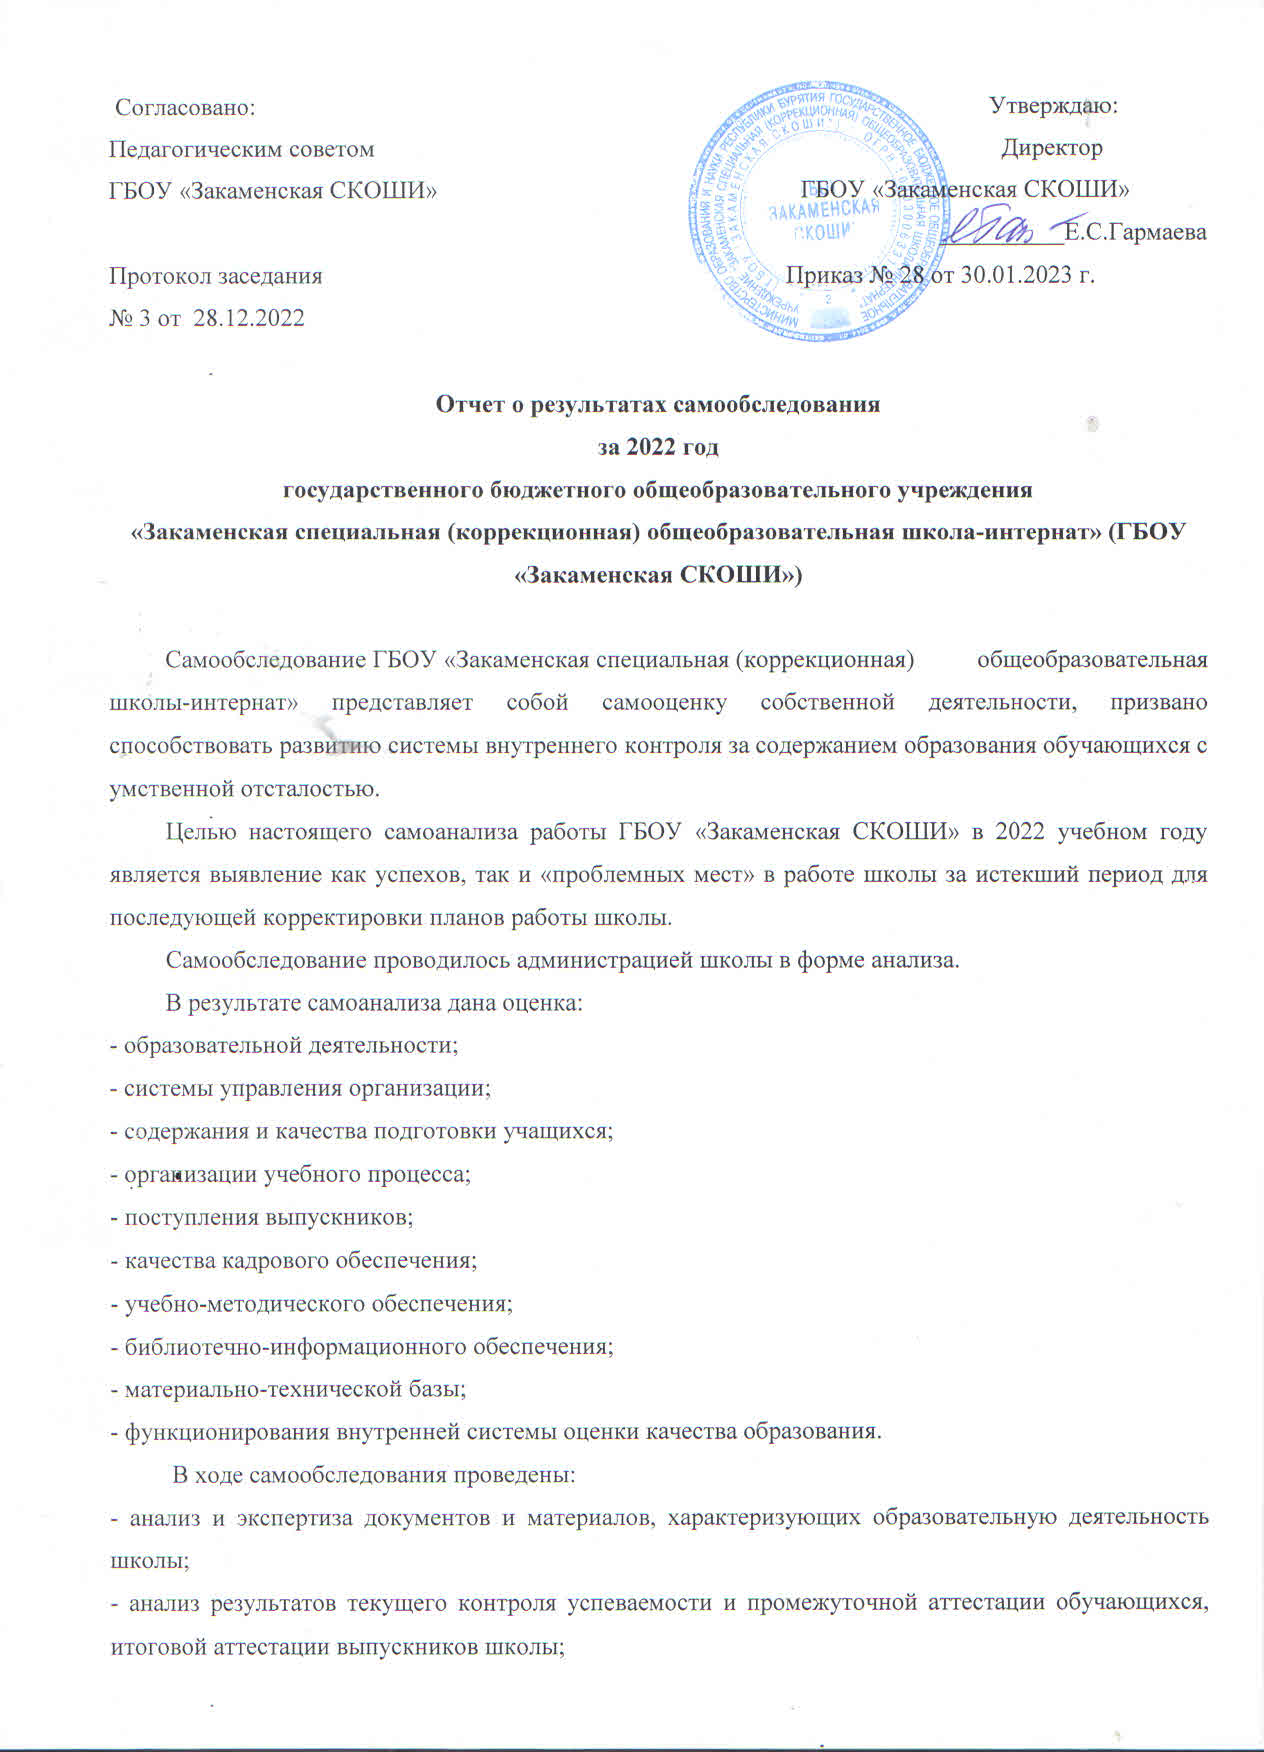 Согласовано:
Утверждаю:
Педагогическим советом
Директор
ГБОУ «Закаменская СКОШИ»
ГБОУ «Закаменская СКОШИ»
Е.С.Гармаева
Протокол заседания
Приказ № 28 от 30.01.2023 г.
№ 3 от 28.12.2022
ЗАКАМЕНСКАЯ
СКОШИ
Отчет о результатах самообследования
за 2022 год
государственного бюджетного общеобразовательного учреждения
«Закаменская специальная (коррекционная) общеобразовательная школа-интернат» (ГБОУ
«Закаменская СКОШИ»)
Самообследование ГБОУ «Закаменская специальная (коррекционная) общеобразовательная
школы-интернат» представляет собой самооценку собственной деятельности, призвано
способствовать развитию системы внутреннего контроля за содержанием образования обучающихся с
умственной отсталостью.
Целью настоящего самоанализа работы ГБОУ «Закаменская СКОШИ» в 2022 учебном году
является выявление как успехов, так и «проблемных мест» в работе школы за истекший период для
последующей корректировки планов работы школы.
Самообследование проводилось администрацией школы в форме анализа.
В результате самоанализа дана оценка:
- образовательной деятельности;
- системы управления организации;
- содержания и качества подготовки учащихся;
- организации учебного процесса;
- поступления выпускников;
- качества кадрового обеспечения;
- учебно-методического обеспечения;
- библиотечно-информационного обеспечения;
- материально-технической базы;
- функционирования внутренней системы оценки качества образования.
В ходе самообследования проведены:
- анализ и экспертиза документов и материалов, характеризующих образовательную деятельность
школы;
- анализ результатов текущего контроля успеваемости и промежуточной аттестации обучающихся,
итоговой аттестации выпускников школы;